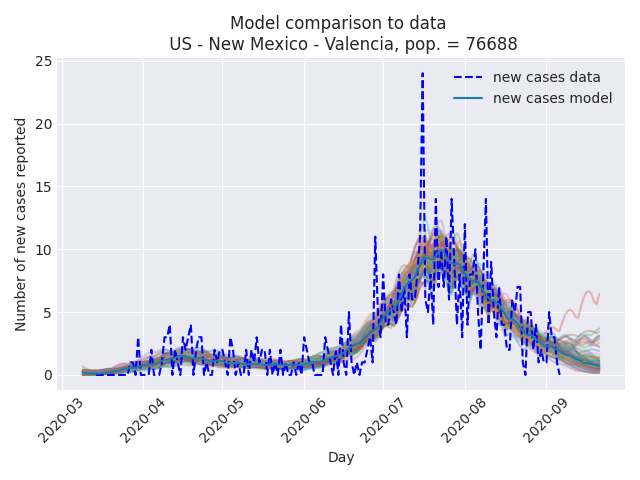 Model comparison to data
US - New Mexico - Valencia, pop. = 76688
25
20
15
10
5
0
Number of new cases reported
new cases data
new cases model
2020-03
2020-04
2020-05
2020-06
2020-07
2020-08
2020-09
Day